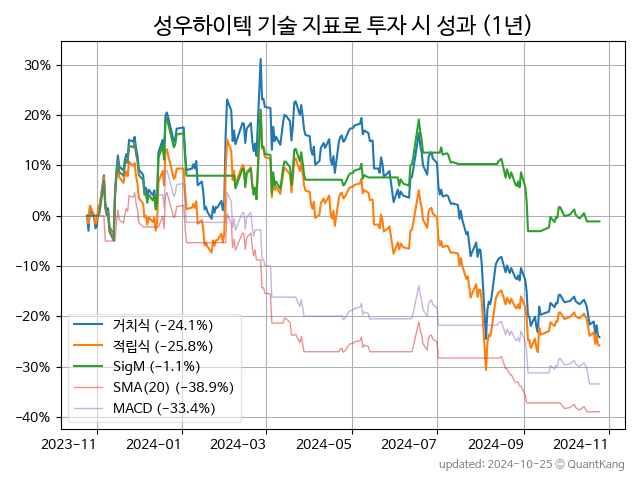 성우하이텍 기술 지표로 투자 시 성과 (1년)
30%
20%
10%
0%
−10%
−20%
−30%
−40%
거치식 (−24.1%)
적립식 (−25.8%)
SigM (−1.1%)
SMA(20) (−38.9%)
MACD (−33.4%)
2023-11 2024-01 2024-03 2024-05 2024-07 2024-09 2024-11
updated: 2024-10-25 © QuantKang